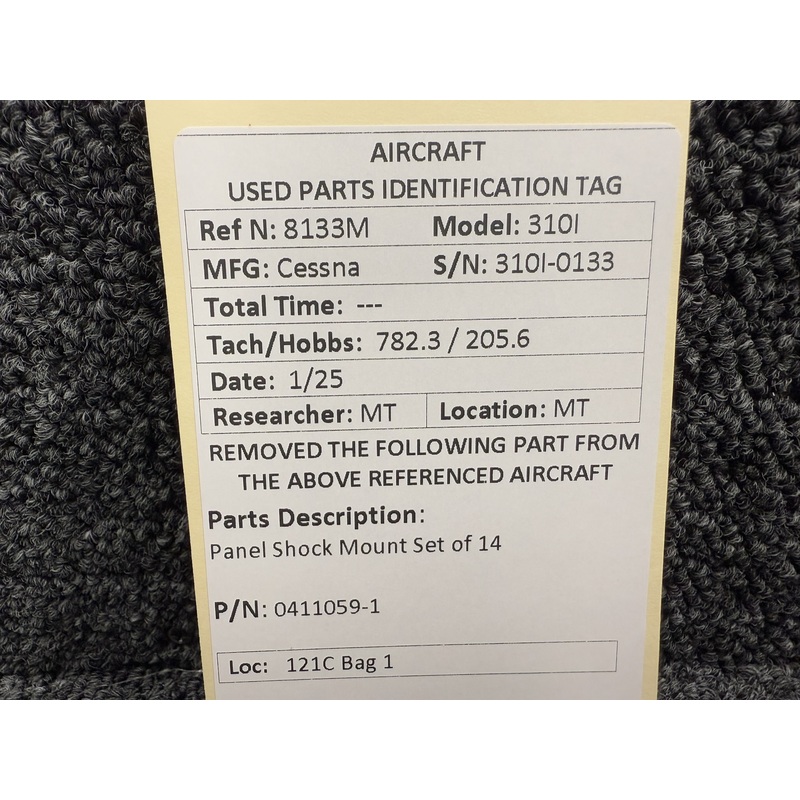 AIRCRAFT
USED PARTS IDENTIFICATION TAG
Ref N: 8133M Model: 310I
MFG: Cessna S/N: 310I-0133
Total Time: ---
Tach/Hobbs: 782.3 / 205.6
Date: 1/25
Researcher: MT Location: MT
REMOVED THE FOLLOWING PART FROM
THE ABOVE REFERENCED AIRCRAFT
Parts Description:
Panel Shock Mount Set of 14
P/N: 0411059-1
Loc: 121C Bag 1